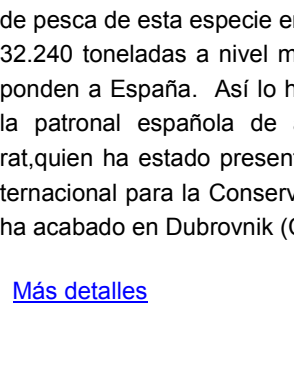 de pesca de esta especie e
32.240 toneladas a nivel m
ponden a España. Así lo h
la patronal española de
rat,quien ha estado presen
ternacional para la Conserv
ha acabado en Dubrovnik (
Más detalles